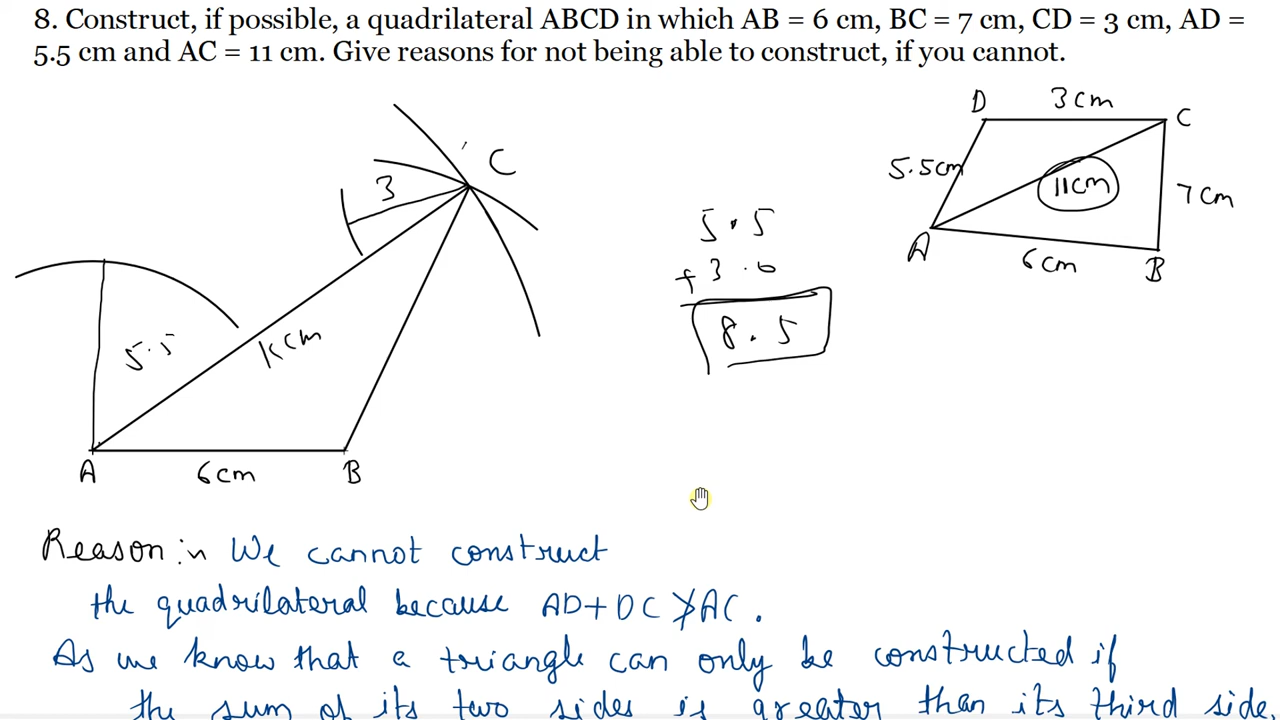 8. Construct, if possible, a quadrilateral ABCD in which AB = 6 cm, BC = 7 cm, CD = 3 cm, AD =
5.5 cm and AC = 11 cm. Give reasons for not being able to construct, if you cannot.
D 3cm C
5.5cm 11cm 7cm
A 6cm B
C
3
5.5
+3.0
8.5
5.5 11cm
A 6cm B
Reason:n We cannot construct
the quadrilateral because AD+DC ≯ AC.
As we know that a triangle can only be constructed if
the sum of its two sides is greater than its third side.